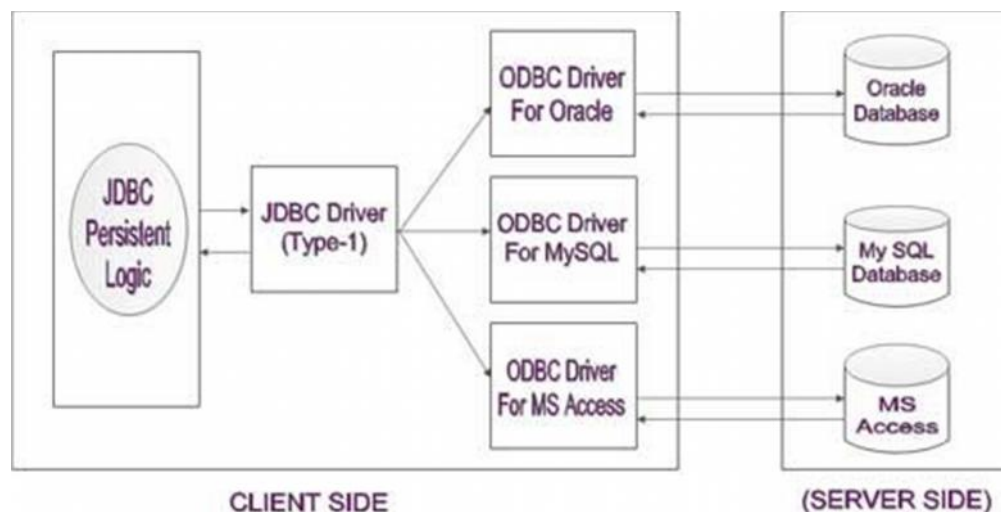 JDBC
Persistent
Logic
JDBC Driver
(Type-1)
ODBC Driver
For Oracle
ODBC Driver
For MySQL
ODBC Driver
For MS Access
Oracle
Database
My SQL
Database
MS
Access
CLIENT SIDE
(SERVER SIDE)